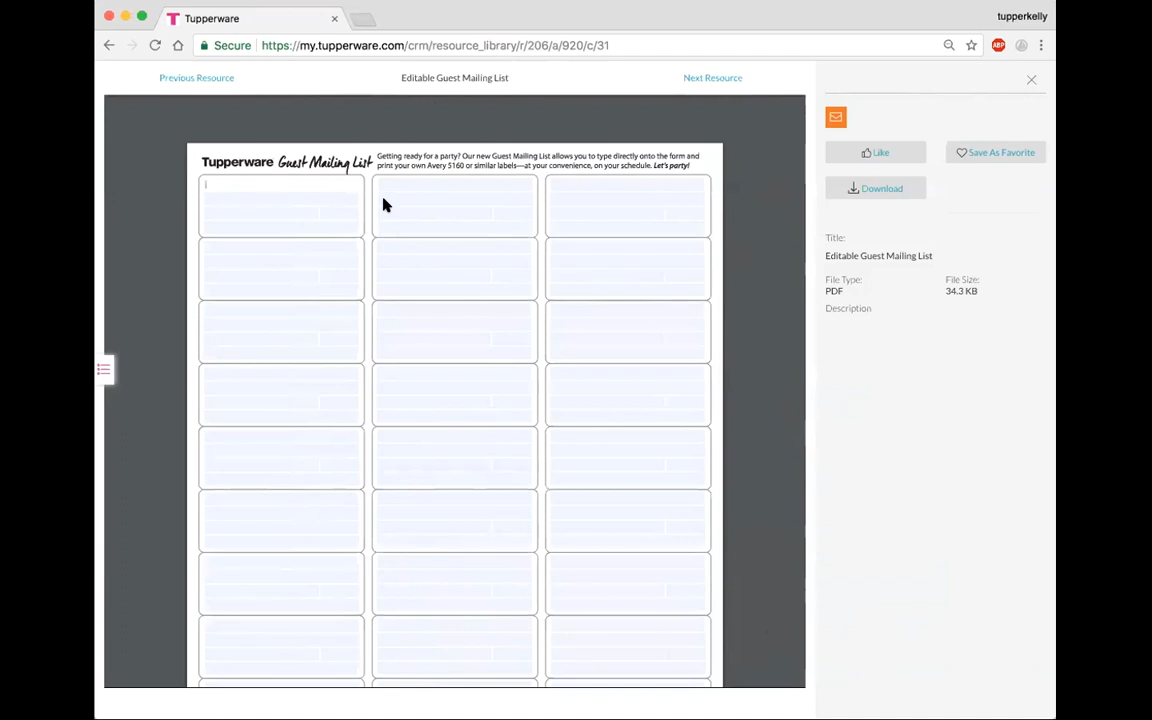 Tupperware
tupperkelly
Secure
https://my.tupperware.com/crm/resource_library/r/206/a/920/c/31
ABP
Previous Resource
Editable Guest Mailing List
Next Resource
Tupperware Guest Mailing List
Getting ready for a party? Our new Guest Mailing List allows you to type directly onto the form and
print your own Avery 5160 or similar labels—at your convenience, on your schedule. Let's party!
Like
Save As Favorite
Download
Title:
Editable Guest Mailing List
File Type:
File Size:
PDF
34.3 KB
Description